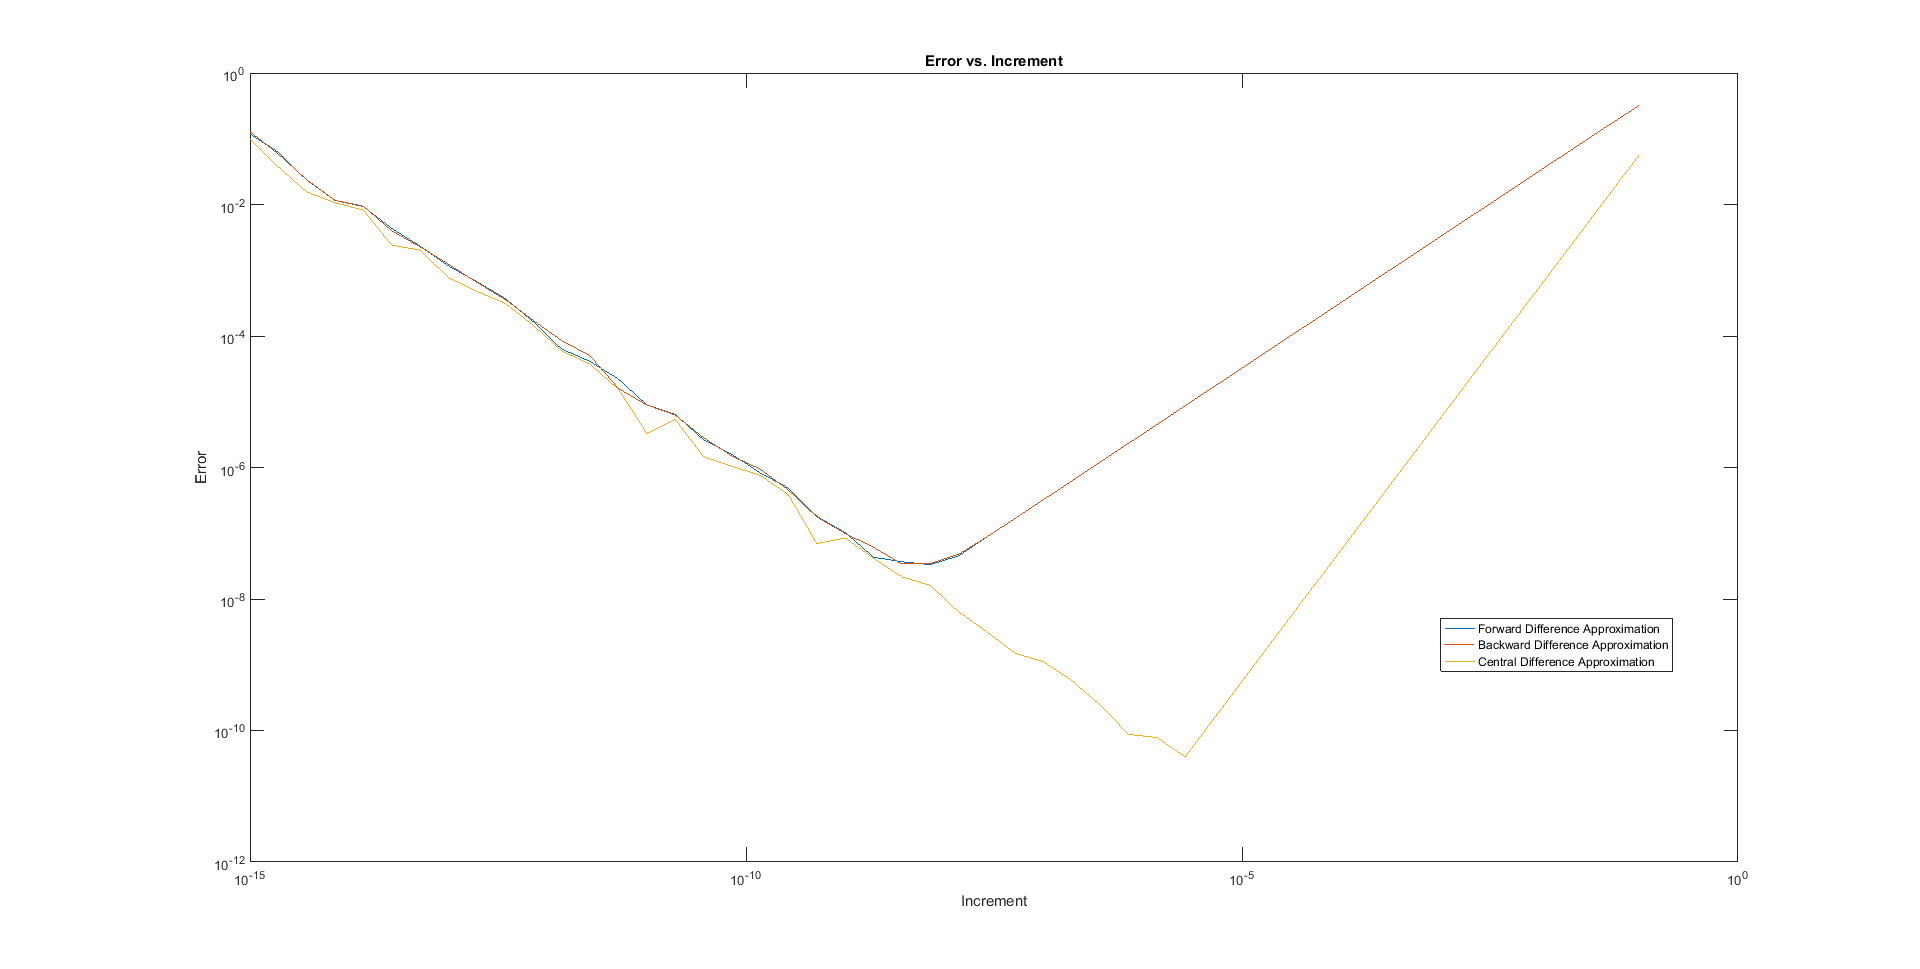 Error vs. Increment
10^0
10^-2
10^-4
10^-6
10^-8
10^-10
10^-12
Error
10^-15
10^-10
10^-5
10^0
Increment
Forward Difference Approximation
Backward Difference Approximation
Central Difference Approximation